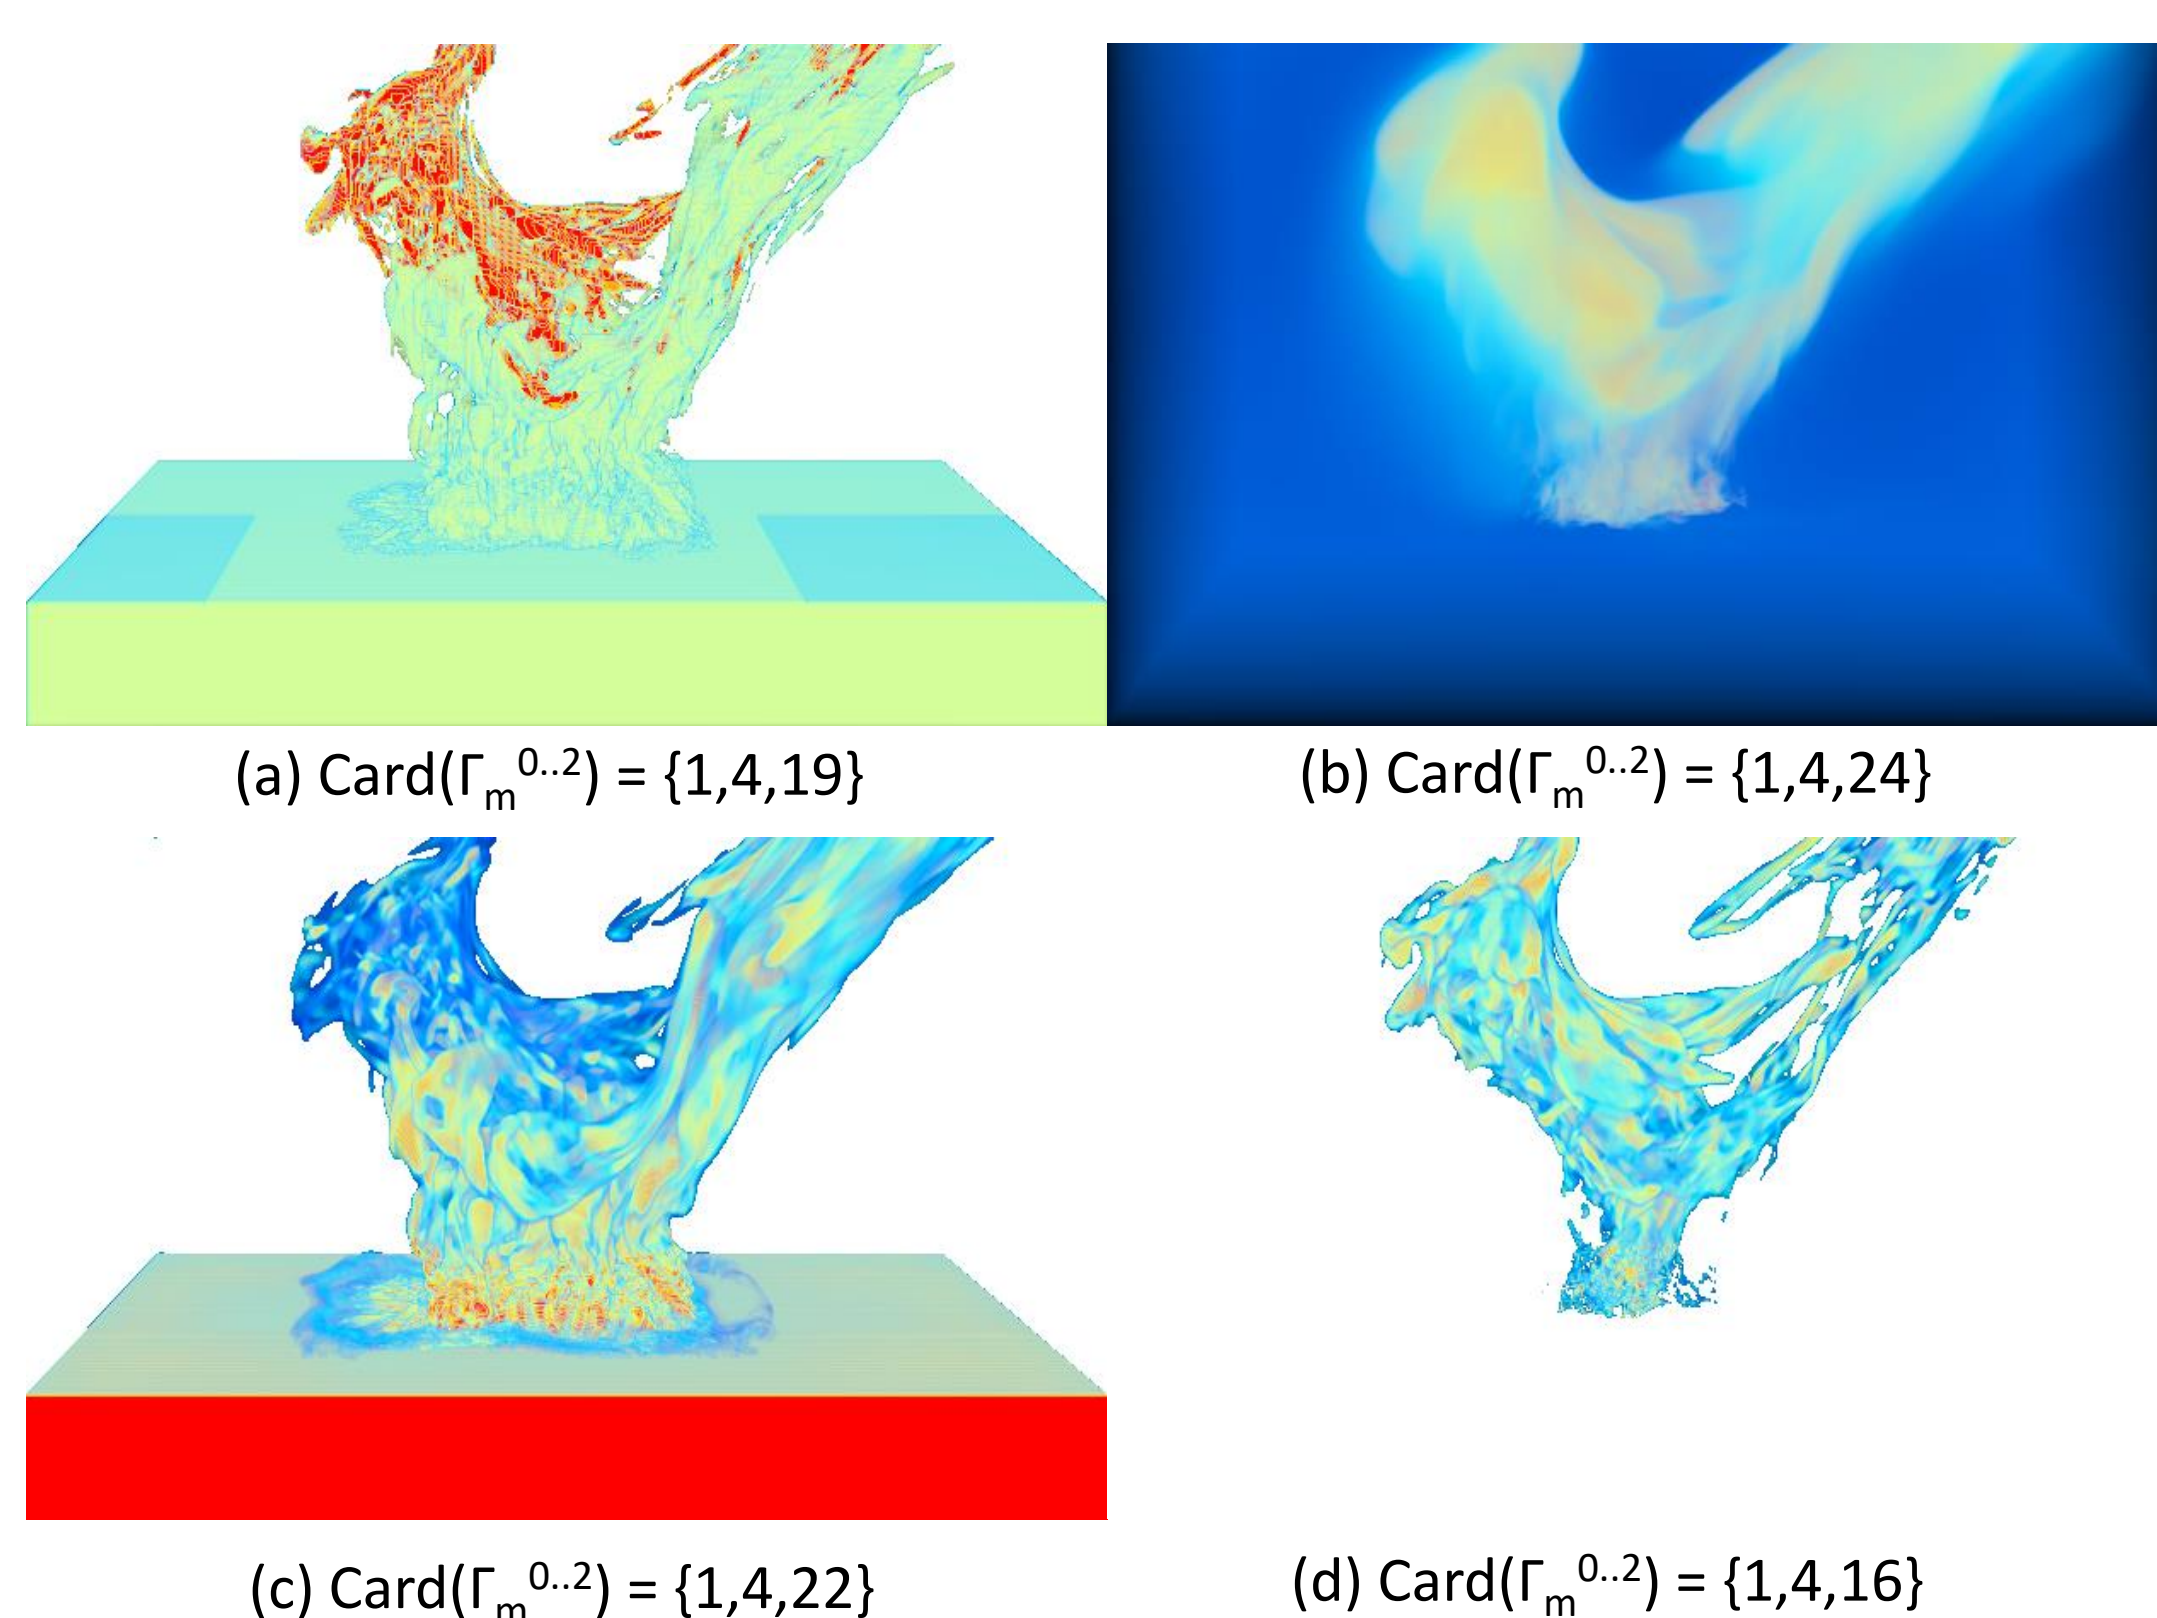 (a) Card(Γm0..2) = {1,4,19}
(b) Card(Γm0..2) = {1,4,24}
(c) Card(Γm0..2) = {1,4,22}
(d) Card(Γm0..2) = {1,4,16}